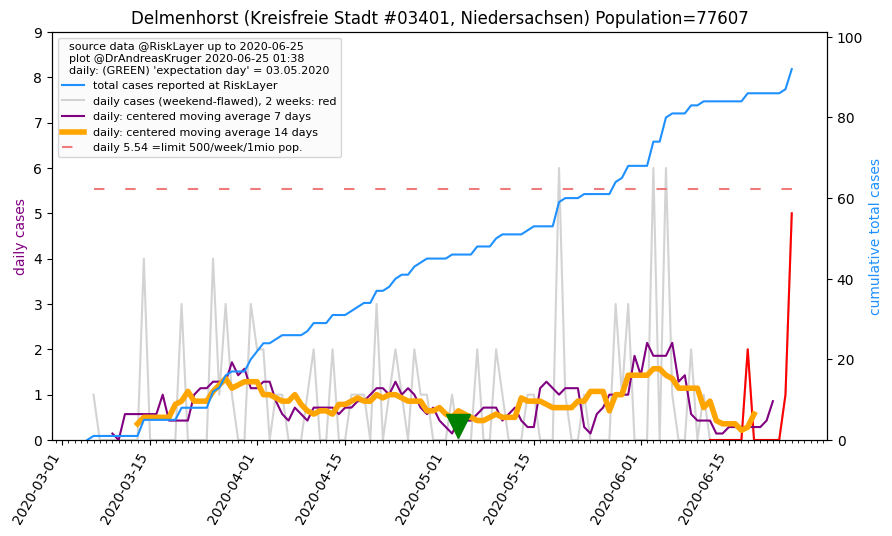 Delmenhorst (Kreisfreie Stadt #03401, Niedersachsen) Population=77607
source data @RiskLayer up to 2020-06-25
plot @DrAndreasKruger 2020-06-25 01:38
daily: (GREEN) 'expectation day' = 03.05.2020
total cases reported at RiskLayer
daily cases (weekend-flawed), 2 weeks: red
daily: centered moving average 7 days
daily: centered moving average 14 days
daily 5.54 =limit 500/week/1mio pop.
daily cases
9
8
7
6
5
4
3
2
1
0
100
80
60
40
20
0
cumulative total cases
2020-03-01
2020-03-15
2020-04-01
2020-04-15
2020-05-01
2020-05-15
2020-06-01
2020-06-15